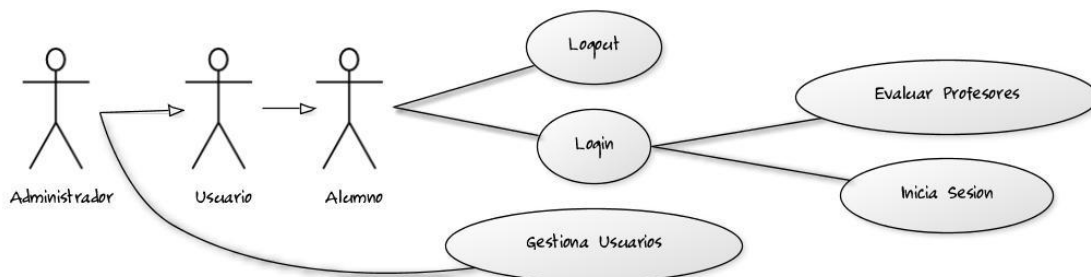 Logout
Evaluar Profesores
Login
Administrador
Usuario
Alumno
Inicia Sesion
Gestiona Usuarios